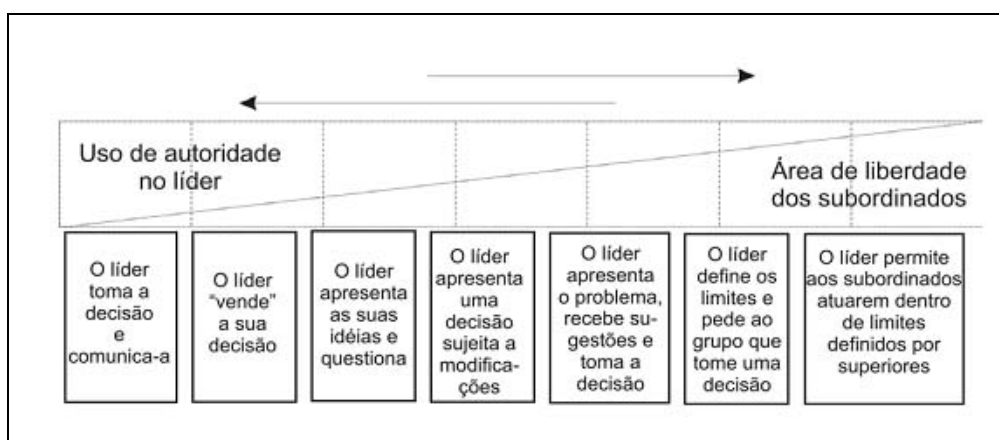 Uso de autoridade
no líder
Área de liberdade
dos subordinados
O líder
toma a
decisão
e
comunica-a
O líder
"vende"
a sua
decisão
O líder
apresenta
as suas
idéias e
questiona
O líder
apresenta
uma
decisão
sujeita a
modifica-
ções
O líder
apresenta
o problema,
recebe su-
gestões e
toma a
decisão
O líder
define os
limites e
pede ao
grupo que
tome uma
decisão
O líder permite
aos subordinados
atuarem dentro
de limites
definidos por
superiores